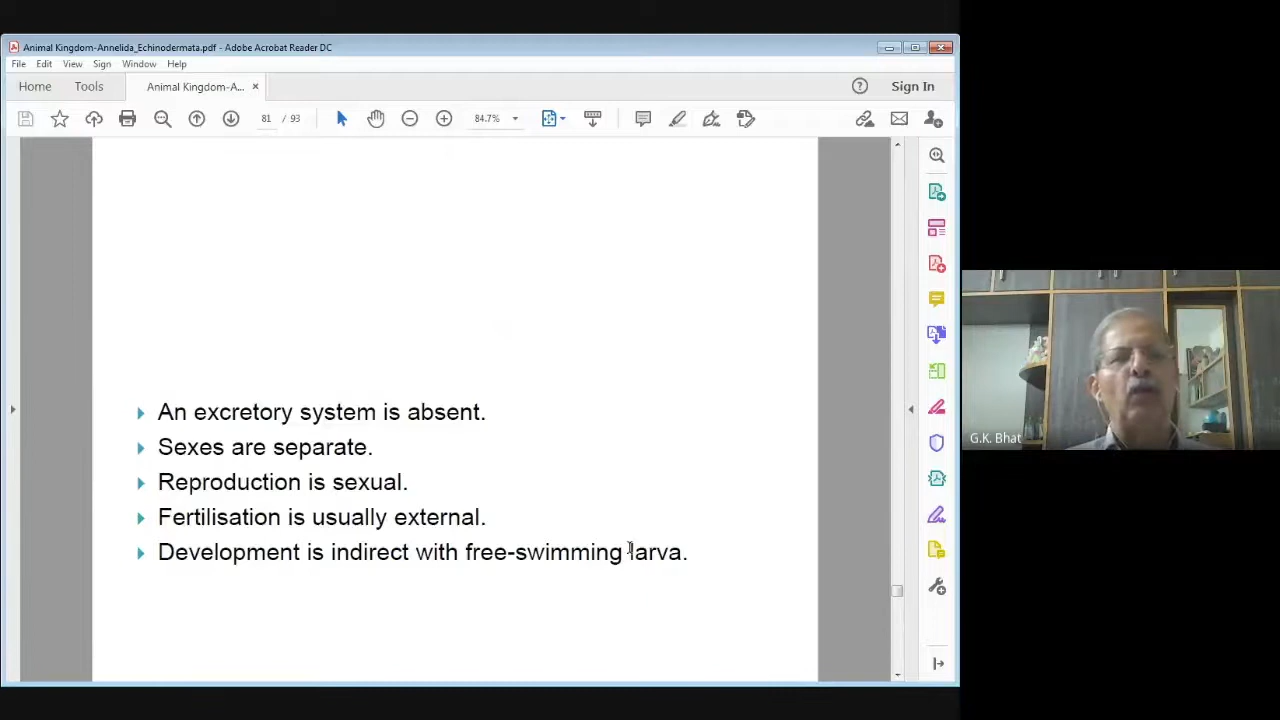 Animal Kingdom-Annelida_Echinodermata.pdf - Adobe Acrobat Reader DC
File Edit View Sign Window Help
Home Tools Animal Kingdom-A... × Sign In
81 / 93 84.7%
An excretory system is absent.
Sexes are separate.
Reproduction is sexual.
Fertilisation is usually external.
Development is indirect with free-swimming larva.
G.K. Bhat